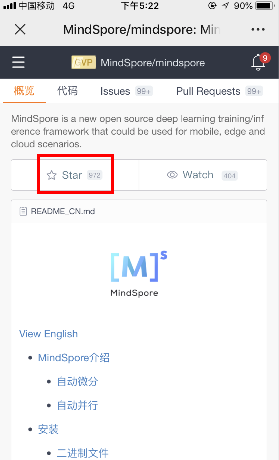 中国移动 4G 下午5:22 90%
MindSpore/mindspore: Min
GVP MindSpore/mindspore 9
概览 代码 Issues 99+ Pull Requests 99+
MindSpore is a new open source deep learning training/inf
erence framework that could be used for mobile, edge and
cloud scenarios.
Star 972 Watch 404
README_CN.md
[M]s
MindSpore
View English
MindSpore介绍
自动微分
自动并行
安装
二进制文件